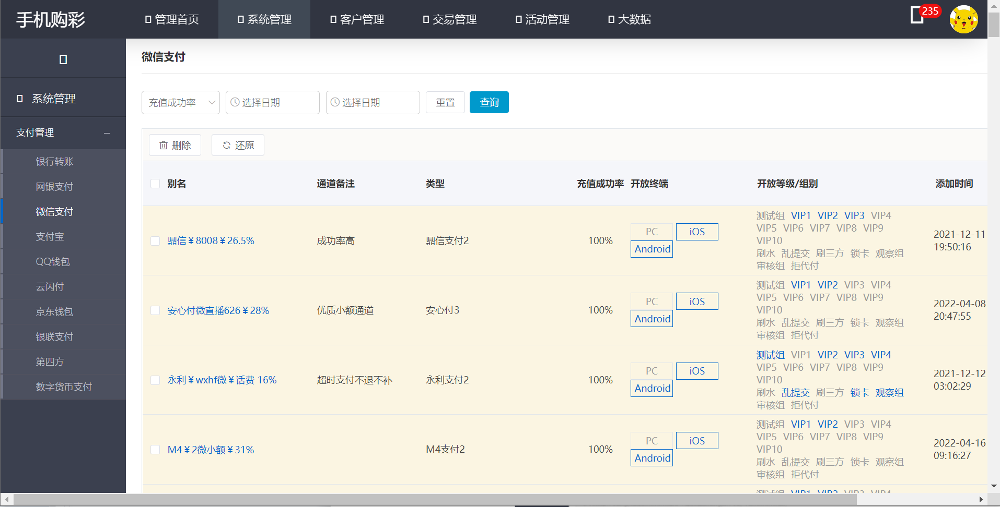 手机购彩
管理首页
系统管理
客户管理
交易管理
活动管理
大数据
235
系统管理
支付管理
银行转账
网银支付
微信支付
支付宝
QQ钱包
云闪付
京东钱包
银联支付
第四方
数字货币支付
微信支付
充值成功率
选择日期
选择日期
重置
查询
删除
还原
别名 通道备注 类型 充值成功率 开放终端 开放等级/组别 添加时间
鼎信¥8008¥26.5%
成功率高
鼎信支付2
100%
PC iOS
Android
测试组 VIP1 VIP2 VIP3 VIP4
VIP5 VIP6 VIP7 VIP8 VIP9
VIP10
刷水 乱提交 刷三方 锁卡 观察组
审核组 拒代付
2021-12-11
19:50:16
安心付微直播626¥28%
优质小额通道
安心付3
100%
PC iOS
Android
测试组 VIP1 VIP2 VIP3 VIP4
VIP5 VIP6 VIP7 VIP8 VIP9
VIP10
刷水 乱提交 刷三方 锁卡 观察组
审核组 拒代付
2022-04-08
20:47:55
永利¥wxhf微¥话费 16%
超时支付不退不补
永利支付2
100%
PC iOS
Android
测试组 VIP1 VIP2 VIP3 VIP4
VIP5 VIP6 VIP7 VIP8 VIP9
VIP10
刷水 乱提交 刷三方 锁卡 观察组
审核组 拒代付
2021-12-12
03:02:29
M4¥2微小额¥31%
M4支付2
100%
PC iOS
Android
测试组 VIP1 VIP2 VIP3 VIP4
VIP5 VIP6 VIP7 VIP8 VIP9
VIP10
刷水 乱提交 刷三方 锁卡 观察组
审核组 拒代付
2022-04-16
09:16:27
测试组 VIP1 VIP2 VIP3 VIP4